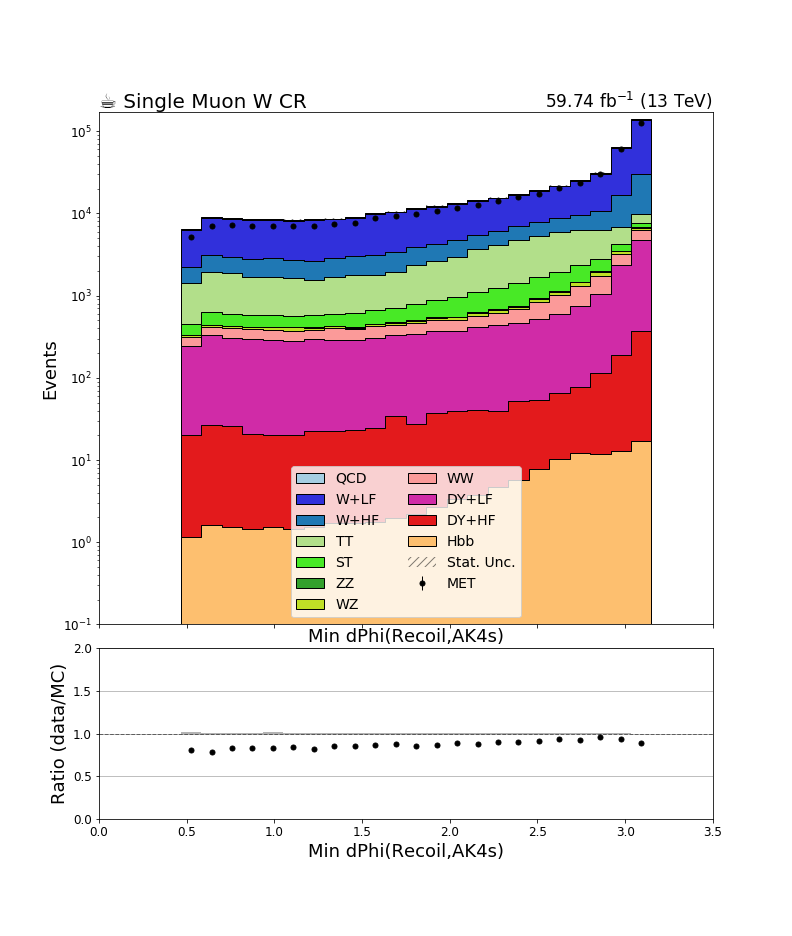 ☕ Single Muon W CR
59.74 fb⁻¹ (13 TeV)
Events
10⁵
10⁴
10³
10²
10¹
10⁰
10⁻¹
QCD
W+LF
W+HF
TT
ST
ZZ
WZ
WW
DY+LF
DY+HF
Hbb
Stat. Unc.
MET
Min dPhi(Recoil,AK4s)
Ratio (data/MC)
2.0
1.5
1.0
0.5
0.0
0.0 0.5 1.0 1.5 2.0 2.5 3.0 3.5
Min dPhi(Recoil,AK4s)